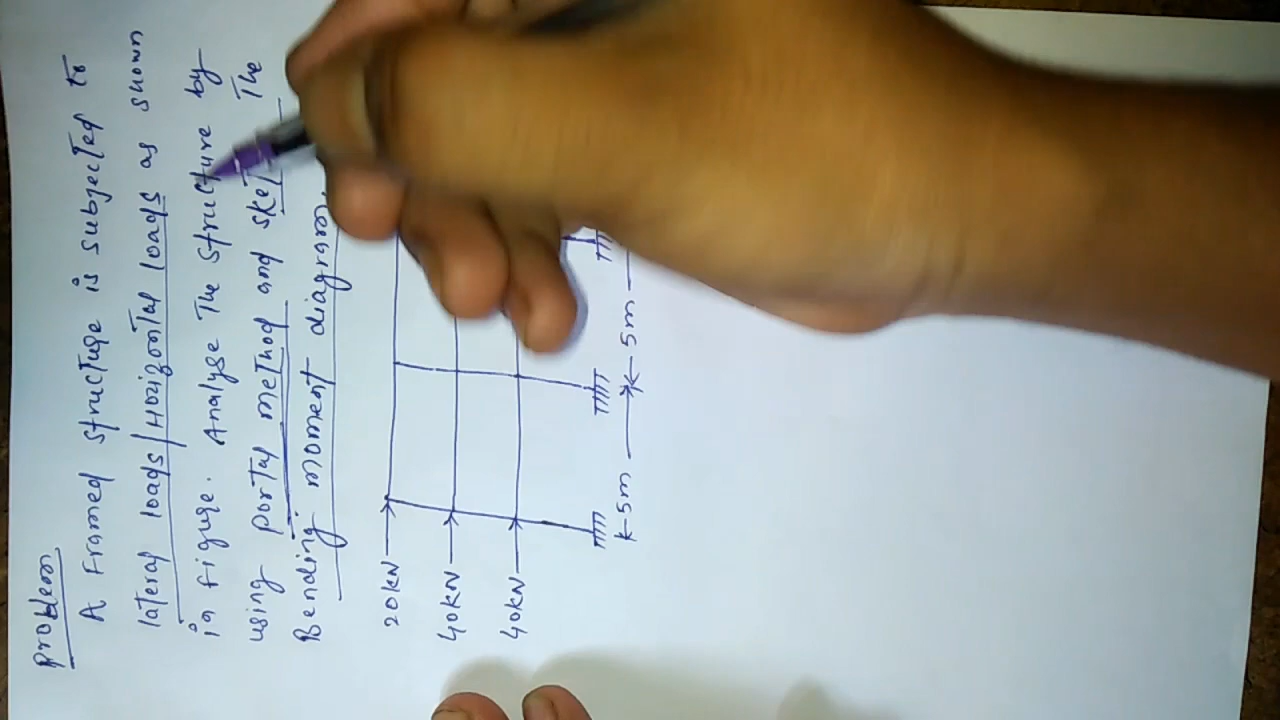 problem
A Framed structure is subjected to
lateral loads/Horizontal loads as shown
in figure. Analyse The structure by
using portal method and The
Bending moment diagram.
20kN
40kN
40kN
5m
5m